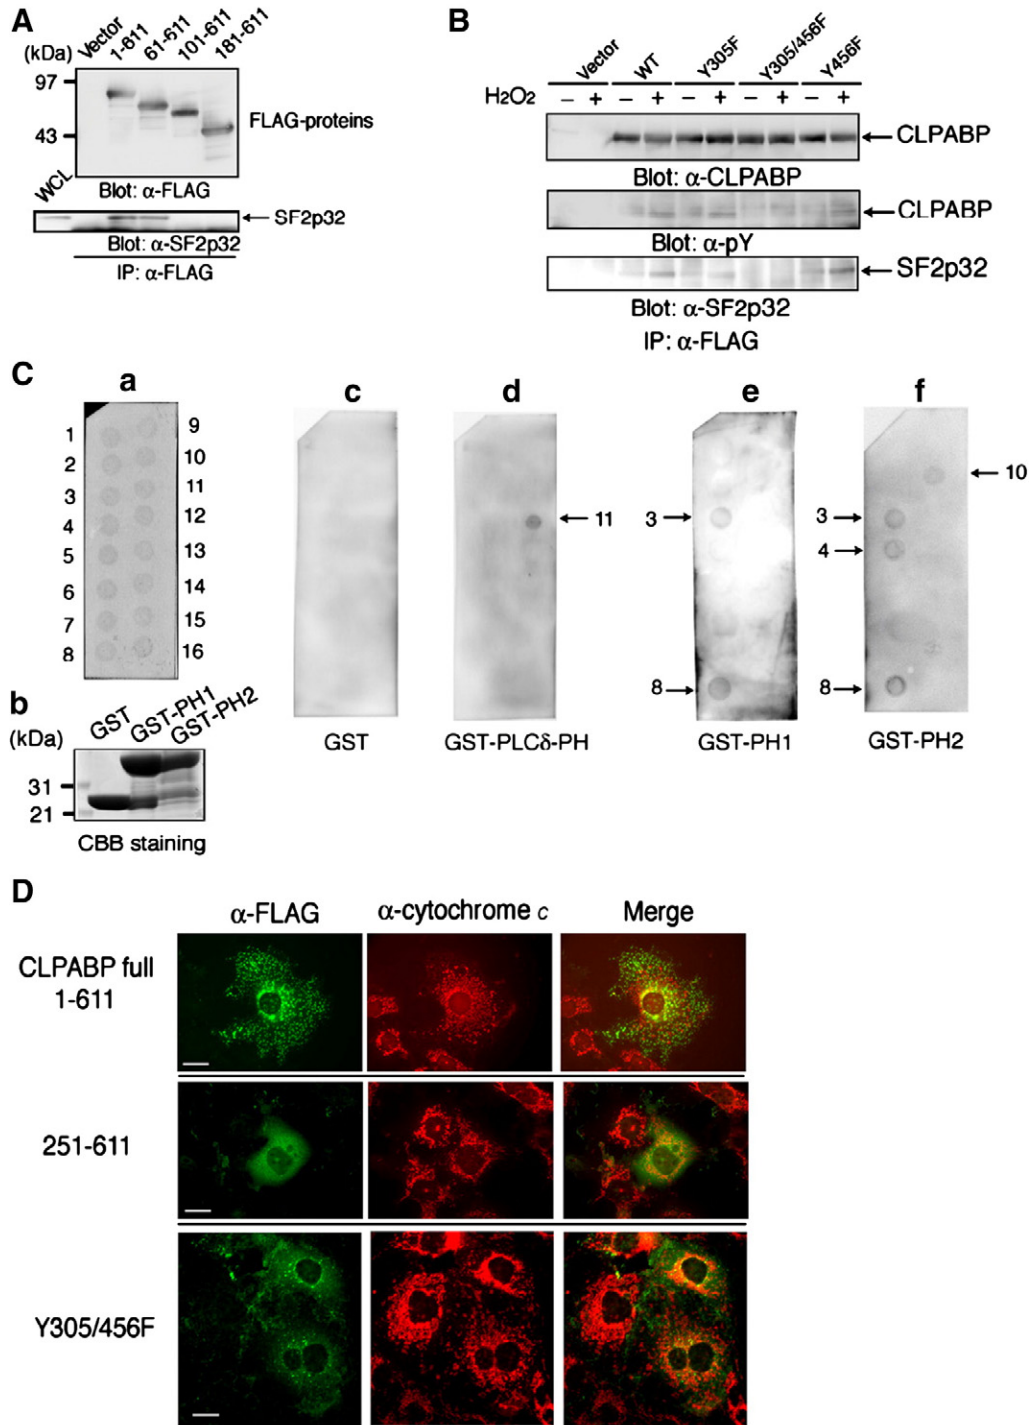 A
(kDa)
Vector
1-611
61-611
101-611
181-611
97
43
FLAG-proteins
WCL
Blot: α-FLAG
SF2p32
Blot: α-SF2p32
IP: α-FLAG
B
Vector
WT
Y305F
Y305/456F
Y456F
H2O2
– + – + – + – + – +
CLPABP
Blot: α-CLPABP
CLPABP
Blot: α-pY
SF2p32
Blot: α-SF2p32
IP: α-FLAG
C
a
1
2
3
4
5
6
7
8
9
10
11
12
13
14
15
16
b
(kDa)
GST
GST-PH1
GST-PH2
31
21
CBB staining
c
GST
d
11
GST-PLCδ-PH
e
3
8
GST-PH1
f
10
3
4
8
GST-PH2
D
α-FLAG
α-cytochrome c
Merge
CLPABP full
1-611
251-611
Y305/456F